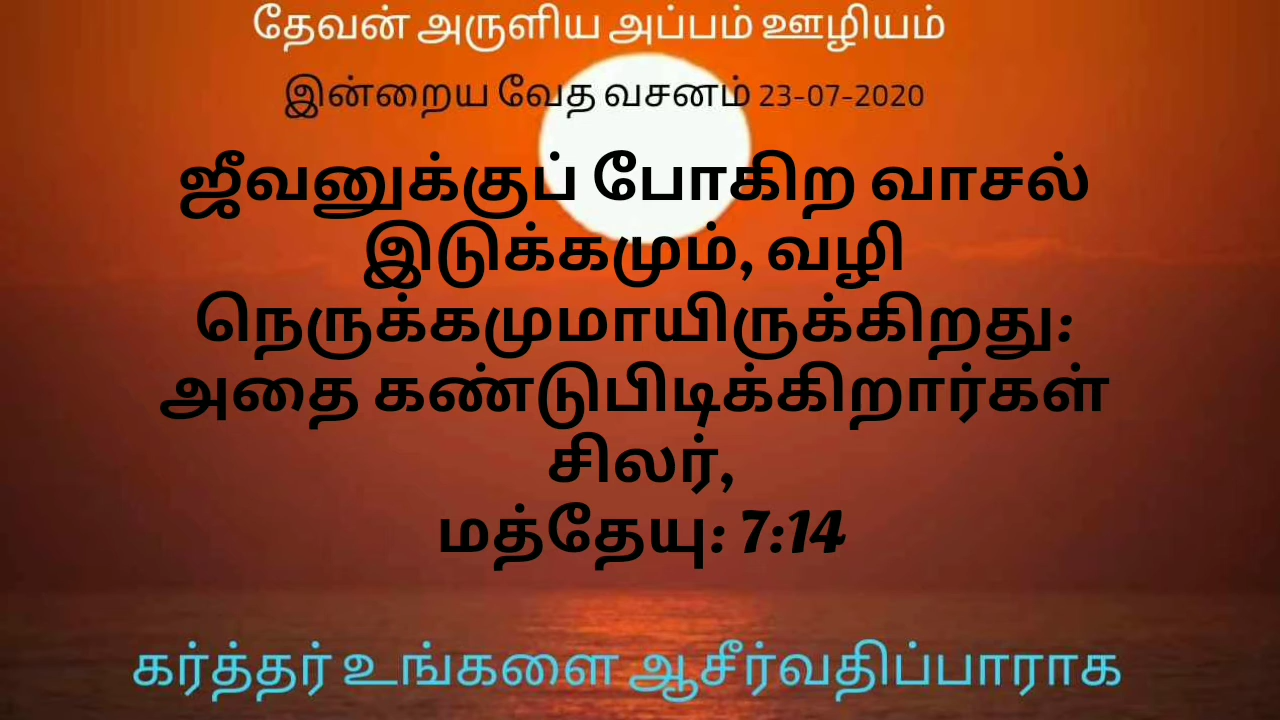 தேவன் அருளிய அப்பம் ஊழியம்
இன்றைய வேத வசனம் 23-07-2020
ஜீவனுக்குப் போகிற வாசல்
இடுக்கமும், வழி
நெருக்கமுமாயிருக்கிறது:
அதை கண்டுபிடிக்கிறார்கள்
சிலர்,
மத்தேயு: 7:14
கர்த்தர் உங்களை ஆசீர்வதிப்பாராக